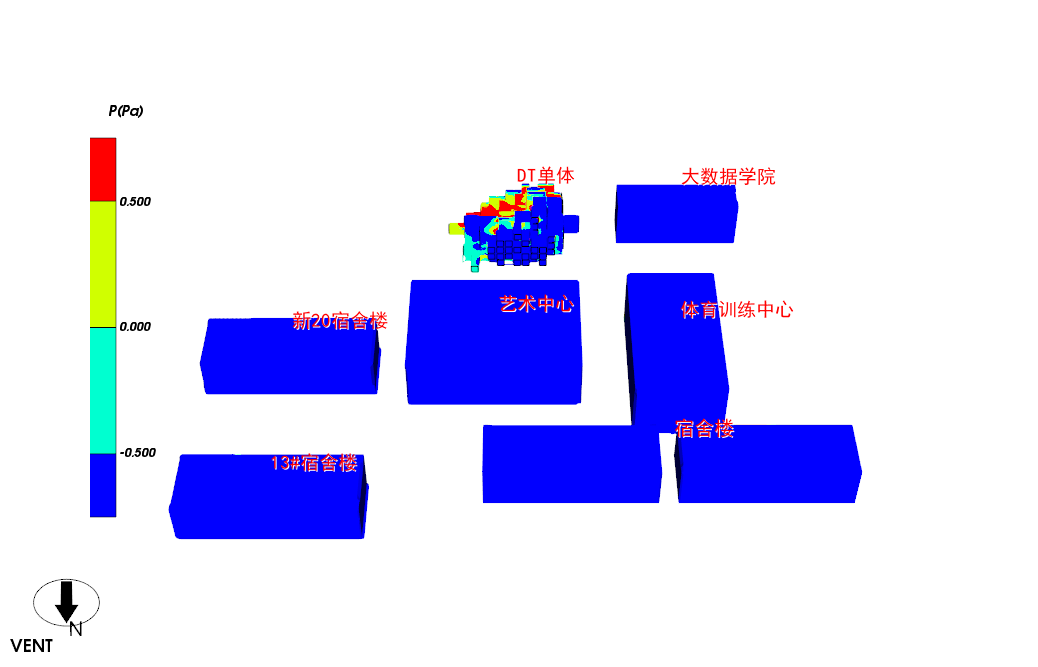 P(Pa)
0.500
0.000
-0.500
DT单体
大数据学院
艺术中心
体育训练中心
新20宿舍楼
宿舍楼
13#宿舍楼
N
VENT